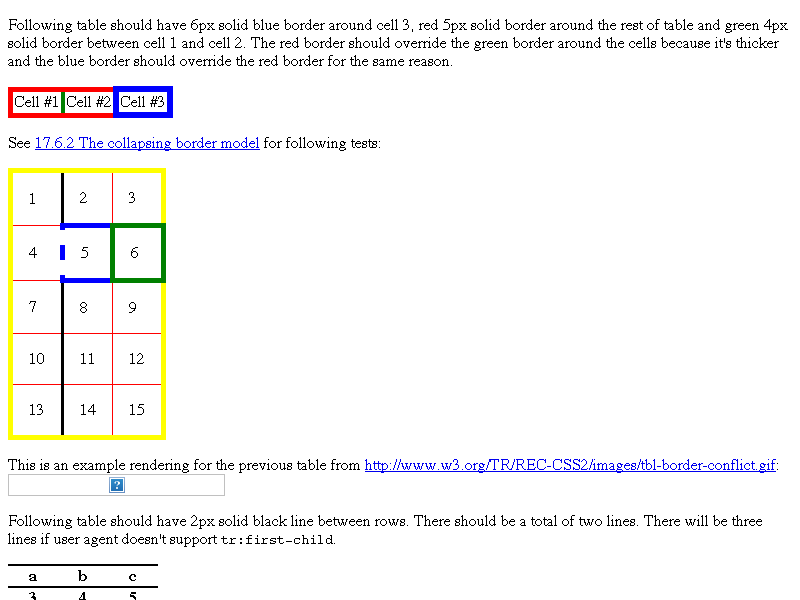 Following table should have 6px solid blue border around cell 3, red 5px solid border around the rest of table and green 4px
solid border between cell 1 and cell 2. The red border should override the green border around the cells because it's thicker
and the blue border should override the red border for the same reason.
Cell #1 Cell #2 Cell #3
See 17.6.2 The collapsing border model for following tests:
1 2 3
4 5 6
7 8 9
10 11 12
13 14 15
This is an example rendering for the previous table from http://www.w3.org/TR/REC-CSS2/images/tbl-border-conflict.gif:
?
Following table should have 2px solid black line between rows. There should be a total of two lines. There will be three
lines if user agent doesn't support tr:first-child.
a b c
3 4 5